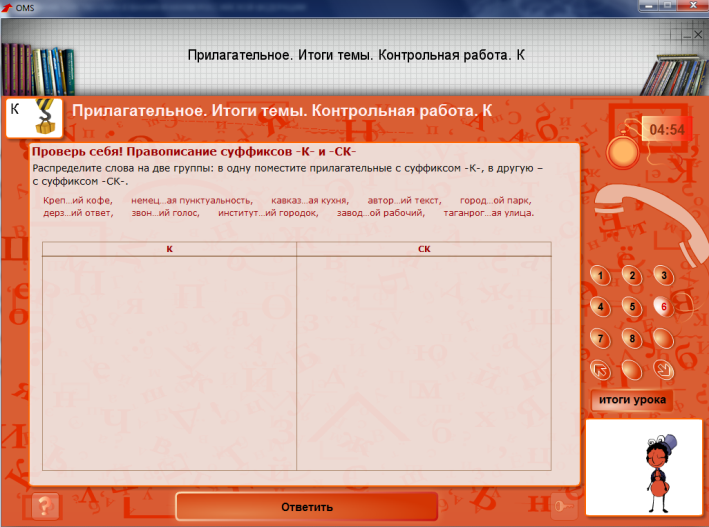 OMS
Прилагательное. Итоги темы. Контрольная работа. К
К
Прилагательное. Итоги темы. Контрольная работа. К
04:54
Проверь себя! Правописание суффиксов -К- и -СК-
Распределите слова на две группы: в одну поместите прилагательные с суффиксом -К-, в другую –
с суффиксом -СК-.
Креп...ий кофе, немец...ая пунктуальность, кавказ...ая кухня, автор...ий текст, город...ой парк,
дерз...ий ответ, звон...ий голос, институт...ий городок, завод...ой рабочий, таганрог...ая улица.
К СК
1 2 3
4 5 6
7 8
итоги урока
? Ответить